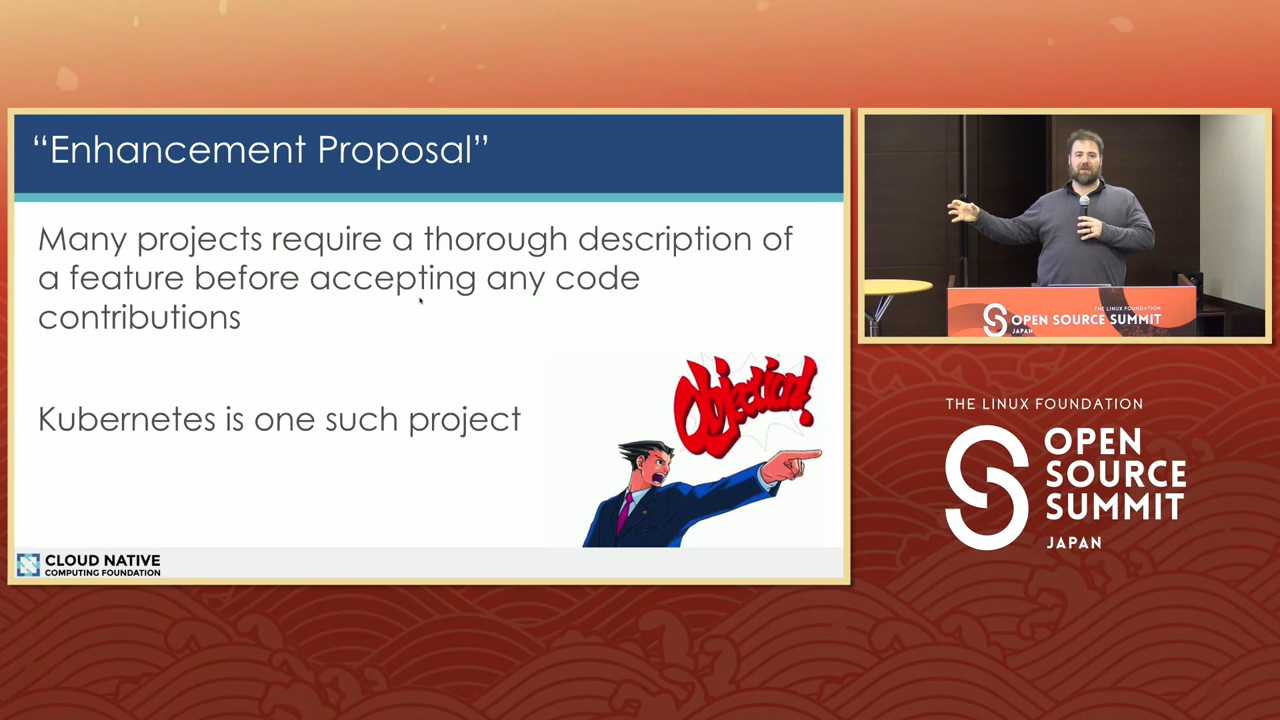 “Enhancement Proposal”
Many projects require a thorough description of
a feature before accepting any code
contributions
Objection!
Kubernetes is one such project
CLOUD NATIVE
COMPUTING FOUNDATION
THE LINUX FOUNDATION
OPEN SOURCE SUMMIT
JAPAN
THE LINUX FOUNDATION
OPEN
SOURCE
SUMMIT
JAPAN